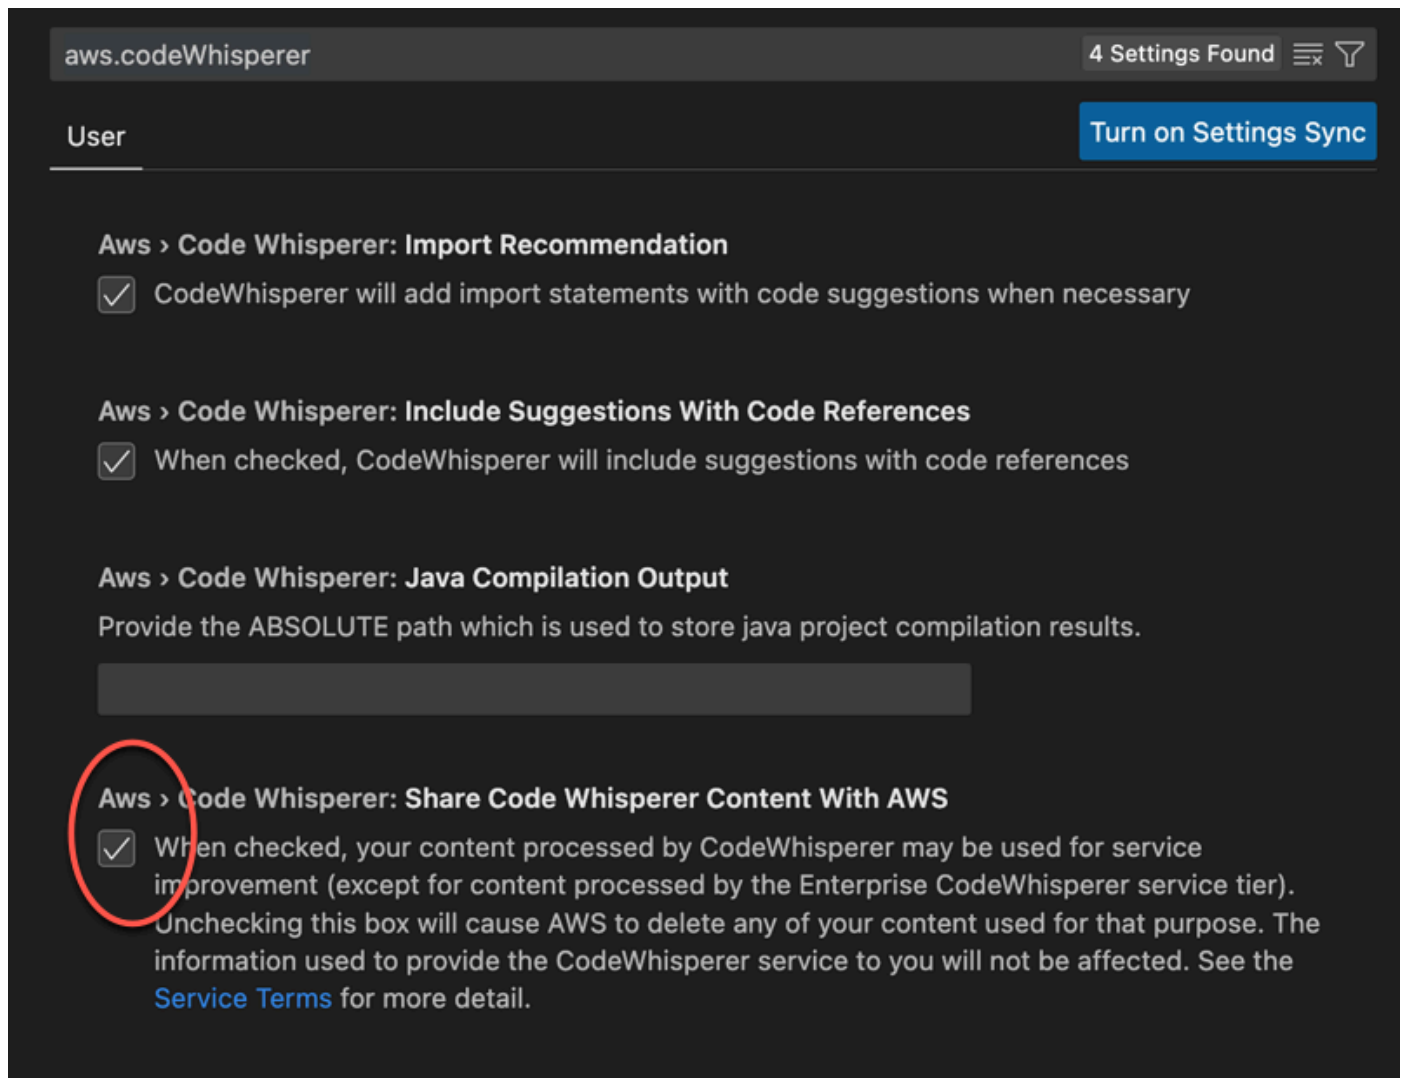 aws.codeWhisperer
4 Settings Found
User
Turn on Settings Sync
Aws › Code Whisperer: Import Recommendation
CodeWhisperer will add import statements with code suggestions when necessary
Aws › Code Whisperer: Include Suggestions With Code References
When checked, CodeWhisperer will include suggestions with code references
Aws › Code Whisperer: Java Compilation Output
Provide the ABSOLUTE path which is used to store java project compilation results.
Aws › Code Whisperer: Share Code Whisperer Content With AWS
When checked, your content processed by CodeWhisperer may be used for service
improvement (except for content processed by the Enterprise CodeWhisperer service tier).
Unchecking this box will cause AWS to delete any of your content used for that purpose. The
information used to provide the CodeWhisperer service to you will not be affected. See the
Service Terms for more detail.